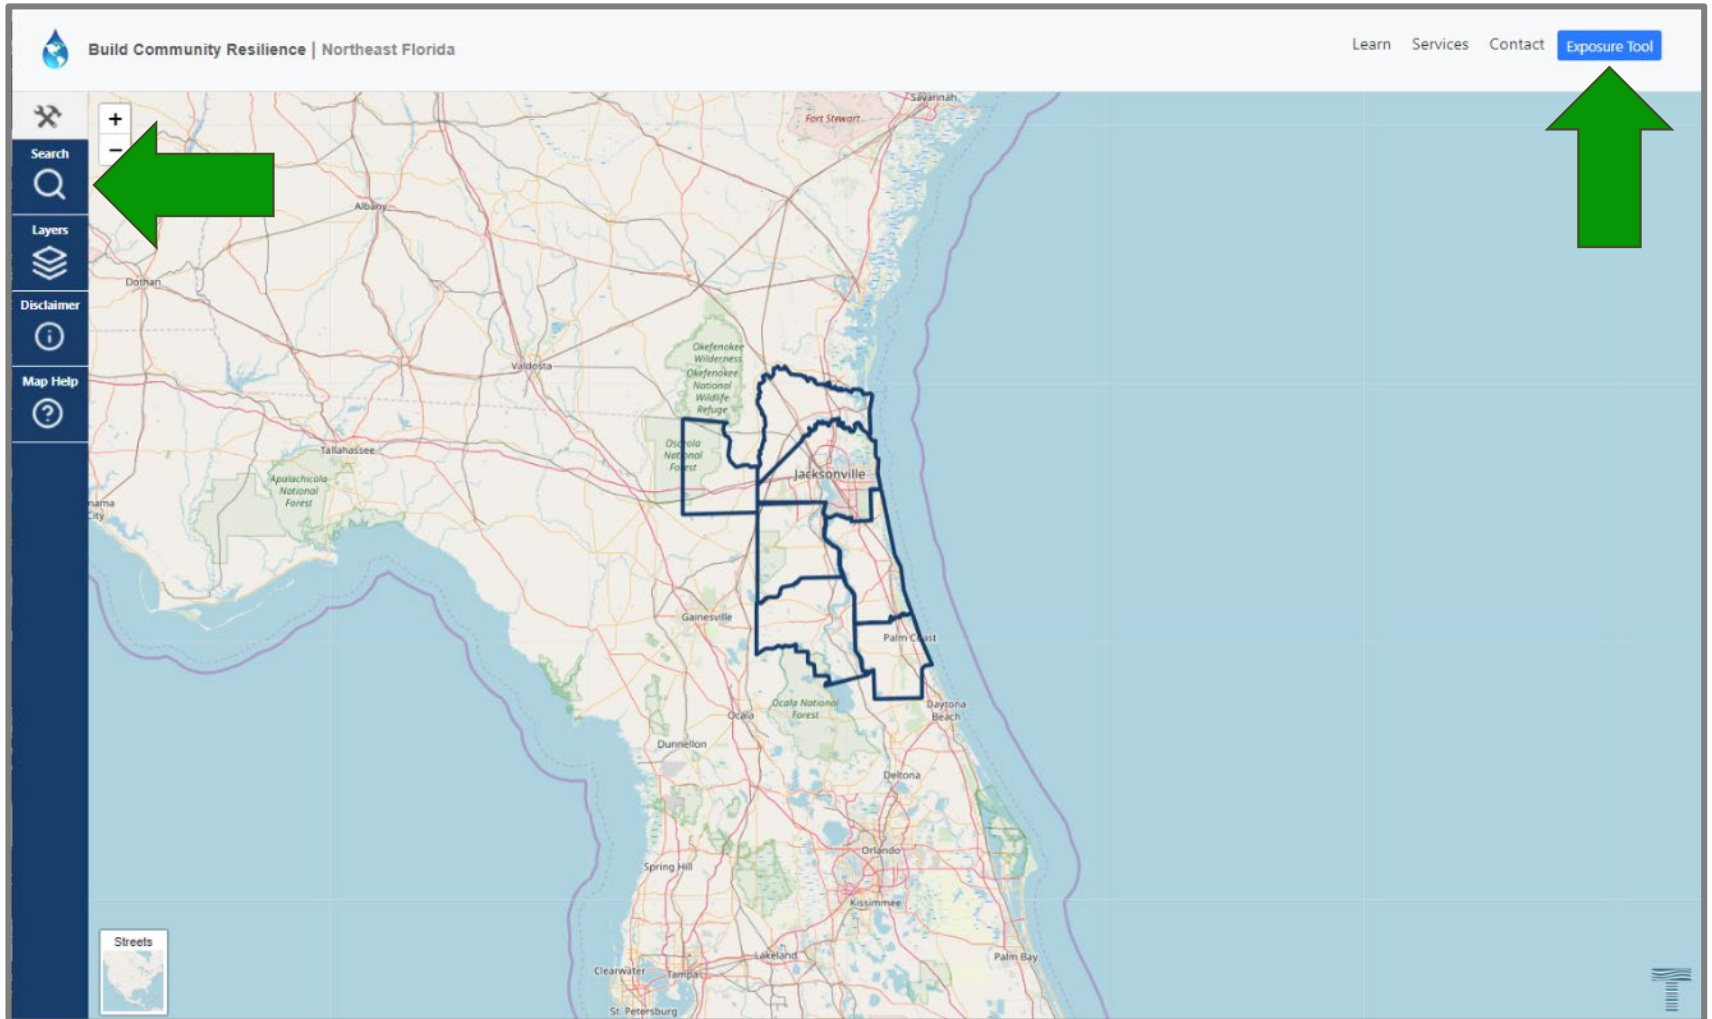 Build Community Resilience | Northeast Florida
Learn Services Contact Exposure Tool
+
−
Search
Layers
Disclaimer
Map Help
Savannah
Fort Stewart
Albany
Dothan
Okefenokee
Wilderness
Okefenokee
National
Wildlife
Refuge
Valdosta
Osceola
National
Forest
Tallahassee
Jacksonville
Apalachicola
National
Forest
nama
City
Gainesville
Palm Coast
Ocala National
Forest
Daytona
Beach
Ocala
Dunnellon
Deltona
Orlando
Spring Hill
Kissimmee
Streets
Lakeland
Palm Bay
Clearwater
Tampa
St. Petersburg